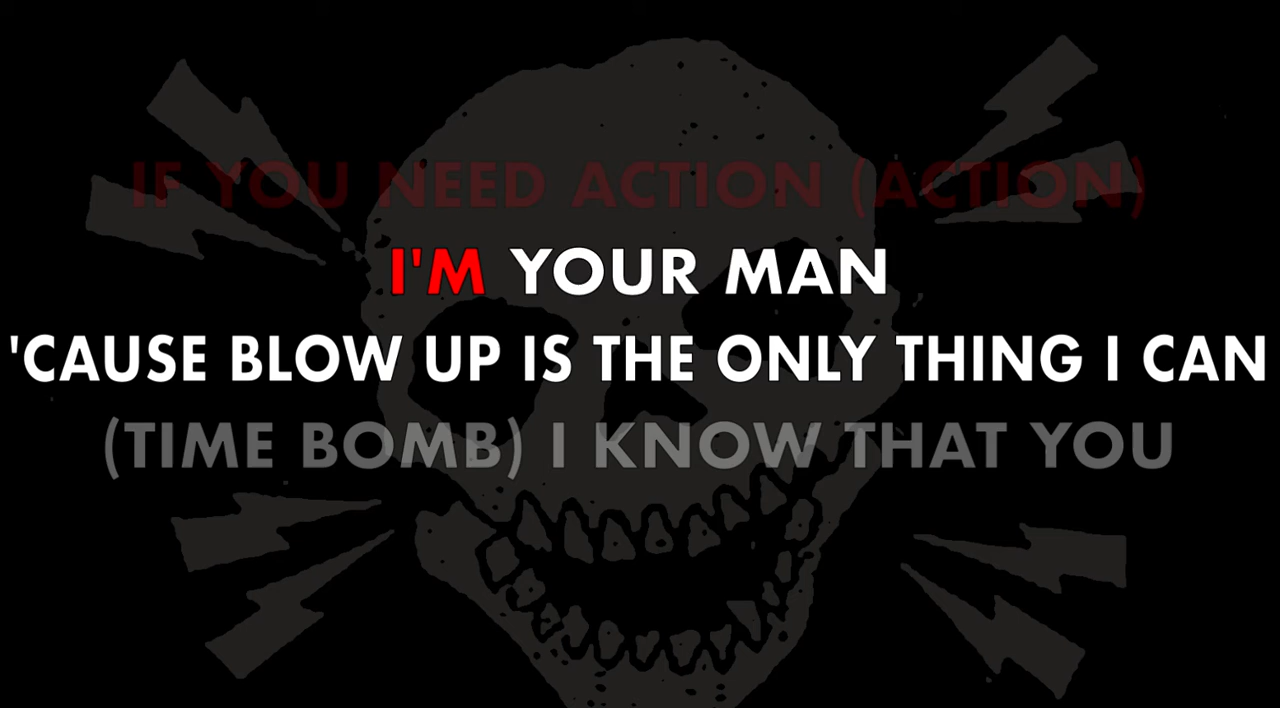 IF YOU NEED ACTION (ACTION)
I'M YOUR MAN
'CAUSE BLOW UP IS THE ONLY THING I CAN
(TIME BOMB) I KNOW THAT YOU